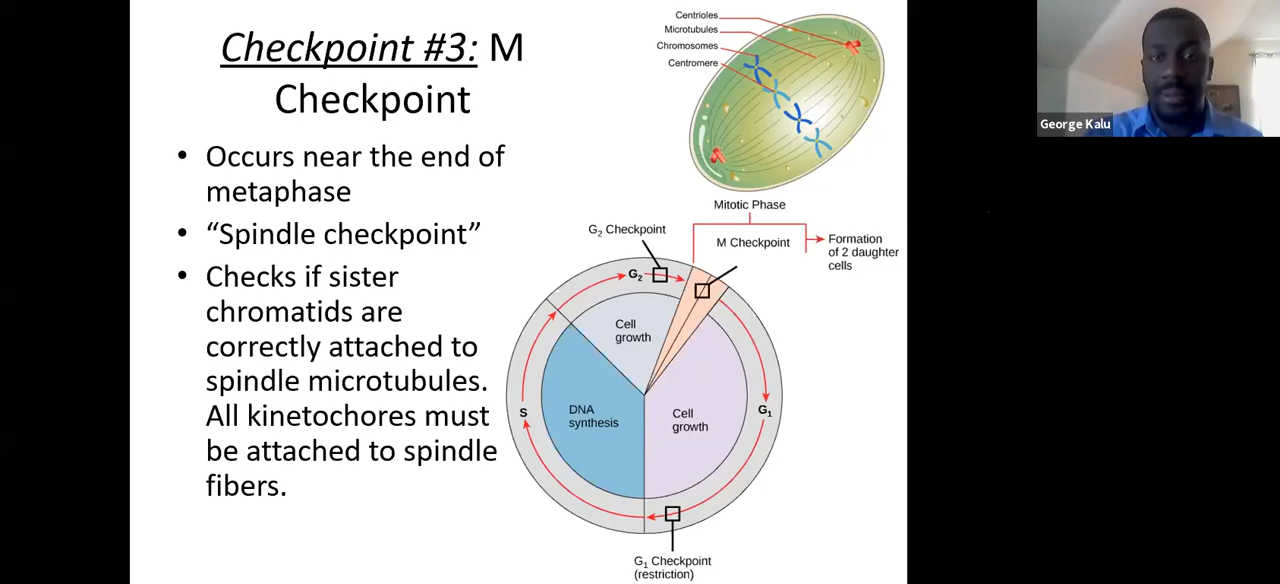 Checkpoint #3: M
Checkpoint
• Occurs near the end of
metaphase
• “Spindle checkpoint”
• Checks if sister
chromatids are
correctly attached to
spindle microtubules.
All kinetochores must
be attached to spindle
fibers.
Centrioles
Microtubules
Chromosomes
Centromere
Mitotic Phase
G₂ Checkpoint
M Checkpoint
Formation
of 2 daughter
cells
G₂
Cell
growth
S
DNA
synthesis
Cell
growth
G₁
G₁ Checkpoint
(restriction)
George Kalu